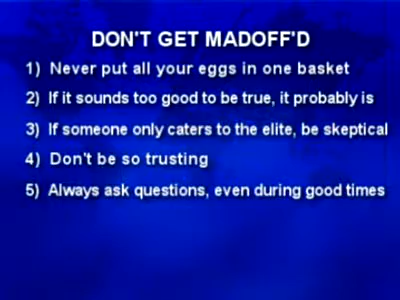 DON'T GET MADOFF'D
1) Never put all your eggs in one basket
2) If it sounds too good to be true, it probably is
3) If someone only caters to the elite, be skeptical
4) Don't be so trusting
5) Always ask questions, even during good times